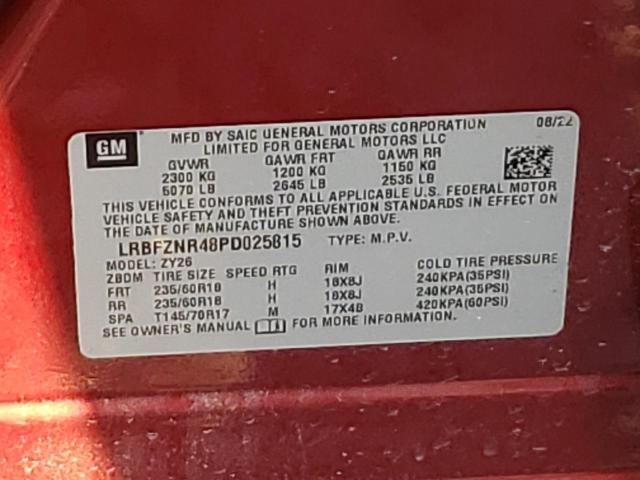 GM
MFD BY SAIC GENERAL MOTORS CORPORATION 08/22
LIMITED FOR GENERAL MOTORS LLC
GVWR GAWR FRT GAWR RR
2300 KG 1200 KG 1150 KG
5070 LB 2645 LB 2535 LB
THIS VEHICLE CONFORMS TO ALL APPLICABLE U.S. FEDERAL MOTOR
VEHICLE SAFETY AND THEFT PREVENTION STANDARDS IN EFFECT ON
THE DATE OF MANUFACTURE SHOWN ABOVE.
LRBFZNR48PD025815 TYPE: M.P.V.
MODEL: ZY26
ZBDM TIRE SIZE SPEED RTG RIM COLD TIRE PRESSURE
FRT 235/60R18 H 18X8J 240KPA(35PSI)
RR 235/60R18 H 18X8J 240KPA(35PSI)
SPA T145/70R17 M 17X4B 420KPA(60PSI)
SEE OWNER'S MANUAL FOR MORE INFORMATION.